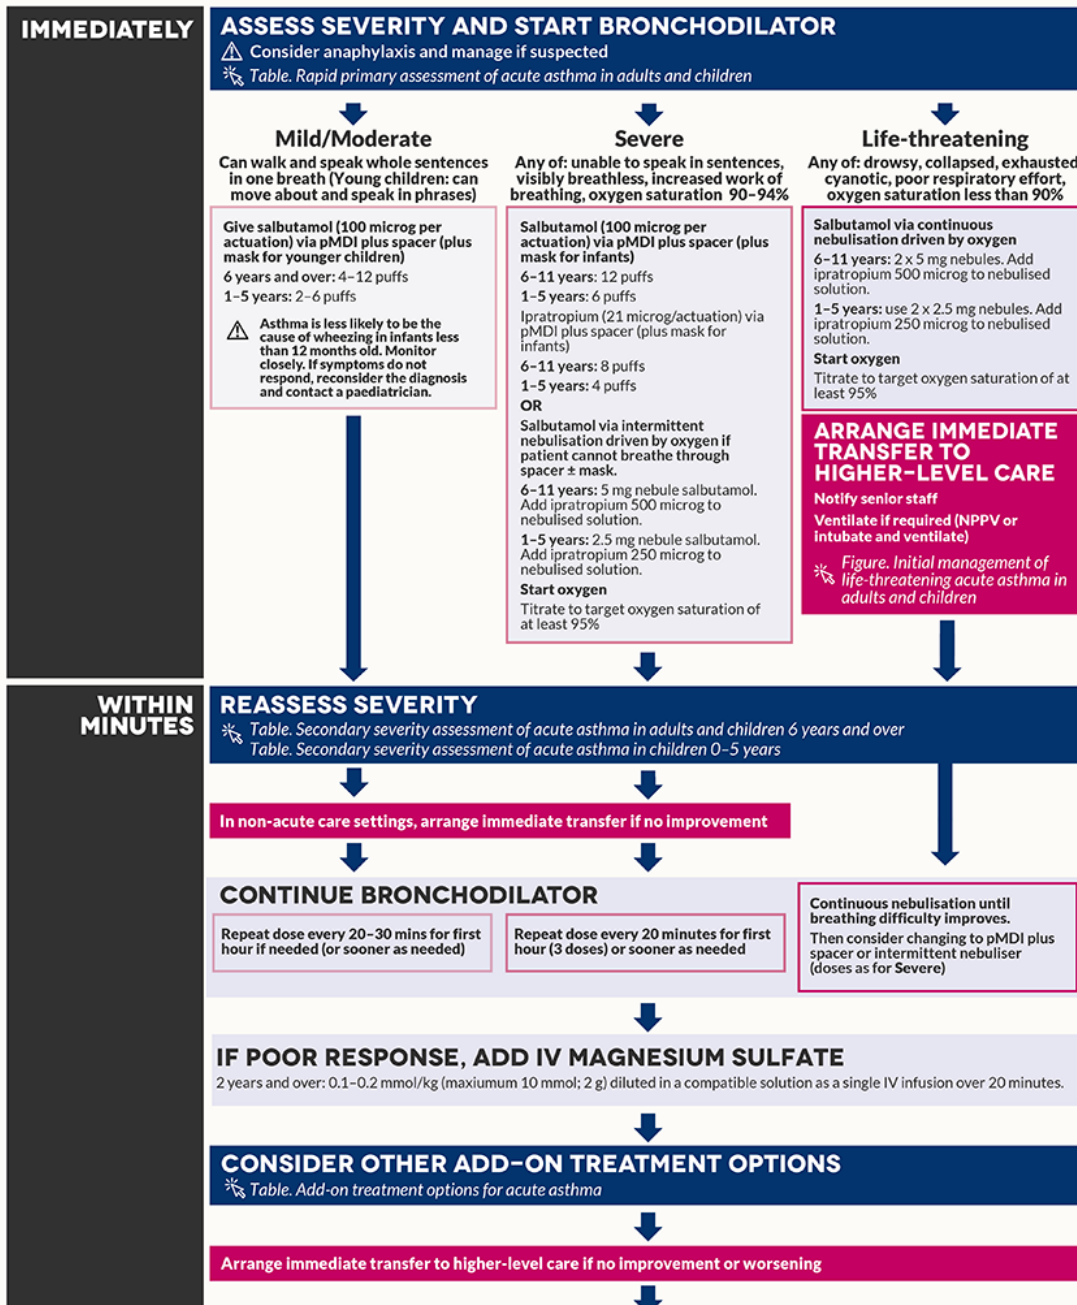 IMMEDIATELY
ASSESS SEVERITY AND START BRONCHODILATOR
Consider anaphylaxis and manage if suspected
Table. Rapid primary assessment of acute asthma in adults and children
Mild/Moderate
Can walk and speak whole sentences
in one breath (Young children: can
move about and speak in phrases)
Give salbutamol (100 microg per
actuation) via pMDI plus spacer (plus
mask for younger children)
6 years and over: 4–12 puffs
1–5 years: 2–6 puffs
Asthma is less likely to be the
cause of wheezing in infants less
than 12 months old. Monitor
closely. If symptoms do not
respond, reconsider the diagnosis
and contact a paediatrician.
Severe
Any of: unable to speak in sentences,
visibly breathless, increased work of
breathing, oxygen saturation 90–94%
Salbutamol (100 microg per
actuation) via pMDI plus spacer (plus
mask for infants)
6–11 years: 12 puffs
1–5 years: 6 puffs
Ipratropium (21 microg/actuation) via
pMDI plus spacer (plus mask for
infants)
6–11 years: 8 puffs
1–5 years: 4 puffs
OR
Salbutamol via intermittent
nebulisation driven by oxygen if
patient cannot breathe through
spacer ± mask.
6–11 years: 5 mg nebule salbutamol.
Add ipratropium 500 microg to
nebulised solution.
1–5 years: 2.5 mg nebule salbutamol.
Add ipratropium 250 microg to
nebulised solution.
Start oxygen
Titrate to target oxygen saturation of
at least 95%
Life-threatening
Any of: drowsy, collapsed, exhausted,
cyanotic, poor respiratory effort,
oxygen saturation less than 90%
Salbutamol via continuous
nebulisation driven by oxygen
6–11 years: 2 x 5 mg nebules. Add
ipratropium 500 microg to nebulised
solution.
1–5 years: use 2 x 2.5 mg nebules. Add
ipratropium 250 microg to nebulised
solution.
Start oxygen
Titrate to target oxygen saturation of at
least 95%
ARRANGE IMMEDIATE
TRANSFER TO
HIGHER–LEVEL CARE
Notify senior staff
Ventilate if required (NPPV or
intubate and ventilate)
Figure. Initial management of
life-threatening acute asthma in
adults and children
WITHIN
MINUTES
REASSESS SEVERITY
Table. Secondary severity assessment of acute asthma in adults and children 6 years and over
Table. Secondary severity assessment of acute asthma in children 0–5 years
In non-acute care settings, arrange immediate transfer if no improvement
CONTINUE BRONCHODILATOR
Repeat dose every 20–30 mins for first
hour if needed (or sooner as needed)
Repeat dose every 20 minutes for first
hour (3 doses) or sooner as needed
Continuous nebulisation until
breathing difficulty improves.
Then consider changing to pMDI plus
spacer or intermittent nebuliser
(doses as for Severe)
IF POOR RESPONSE, ADD IV MAGNESIUM SULFATE
2 years and over: 0.1–0.2 mmol/kg (maxiumum 10 mmol; 2 g) diluted in a compatible solution as a single IV infusion over 20 minutes.
CONSIDER OTHER ADD–ON TREATMENT OPTIONS
Table. Add-on treatment options for acute asthma
Arrange immediate transfer to higher-level care if no improvement or worsening